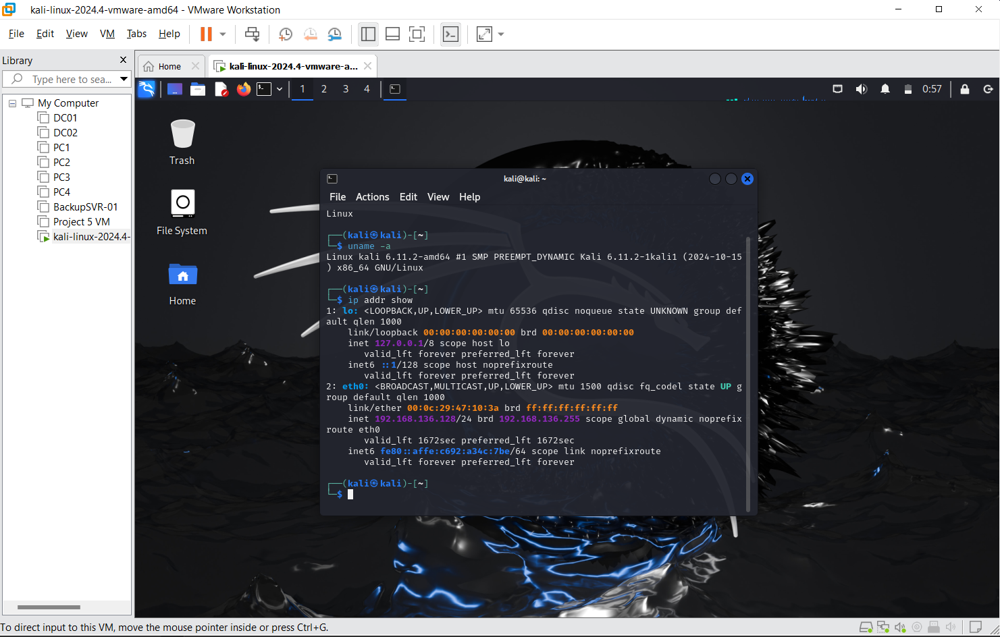 kali-linux-2024.4-vmware-amd64 - VMware Workstation
File Edit View VM Tabs Help
Library
Type here to sea...
My Computer
DC01
DC02
PC1
PC2
PC3
PC4
BackupSVR-01
Project 5 VM
kali-linux-2024.4-
Home
kali-linux-2024.4-vmware-a...
1 2 3 4
0:57
Trash
File System
Home
kali@kali: ~
File Actions Edit View Help
Linux
┌──(kali㉿kali)-[~]
└─$ uname -a
Linux kali 6.11.2-amd64 #1 SMP PREEMPT_DYNAMIC Kali 6.11.2-1kali1 (2024-10-15
) x86_64 GNU/Linux
┌──(kali㉿kali)-[~]
└─$ ip addr show
1: lo: <LOOPBACK,UP,LOWER_UP> mtu 65536 qdisc noqueue state UNKNOWN group def
ault qlen 1000
link/loopback 00:00:00:00:00:00 brd 00:00:00:00:00:00
inet 127.0.0.1/8 scope host lo
valid_lft forever preferred_lft forever
inet6 ::1/128 scope host noprefixroute
valid_lft forever preferred_lft forever
2: eth0: <BROADCAST,MULTICAST,UP,LOWER_UP> mtu 1500 qdisc fq_codel state UP g
roup default qlen 1000
link/ether 00:0c:29:47:10:3a brd ff:ff:ff:ff:ff:ff
inet 192.168.136.128/24 brd 192.168.136.255 scope global dynamic noprefix
route eth0
valid_lft 1672sec preferred_lft 1672sec
inet6 fe80::affe:c692:a34c:7be/64 scope link noprefixroute
valid_lft forever preferred_lft forever
┌──(kali㉿kali)-[~]
└─$
To direct input to this VM, move the mouse pointer inside or press Ctrl+G.